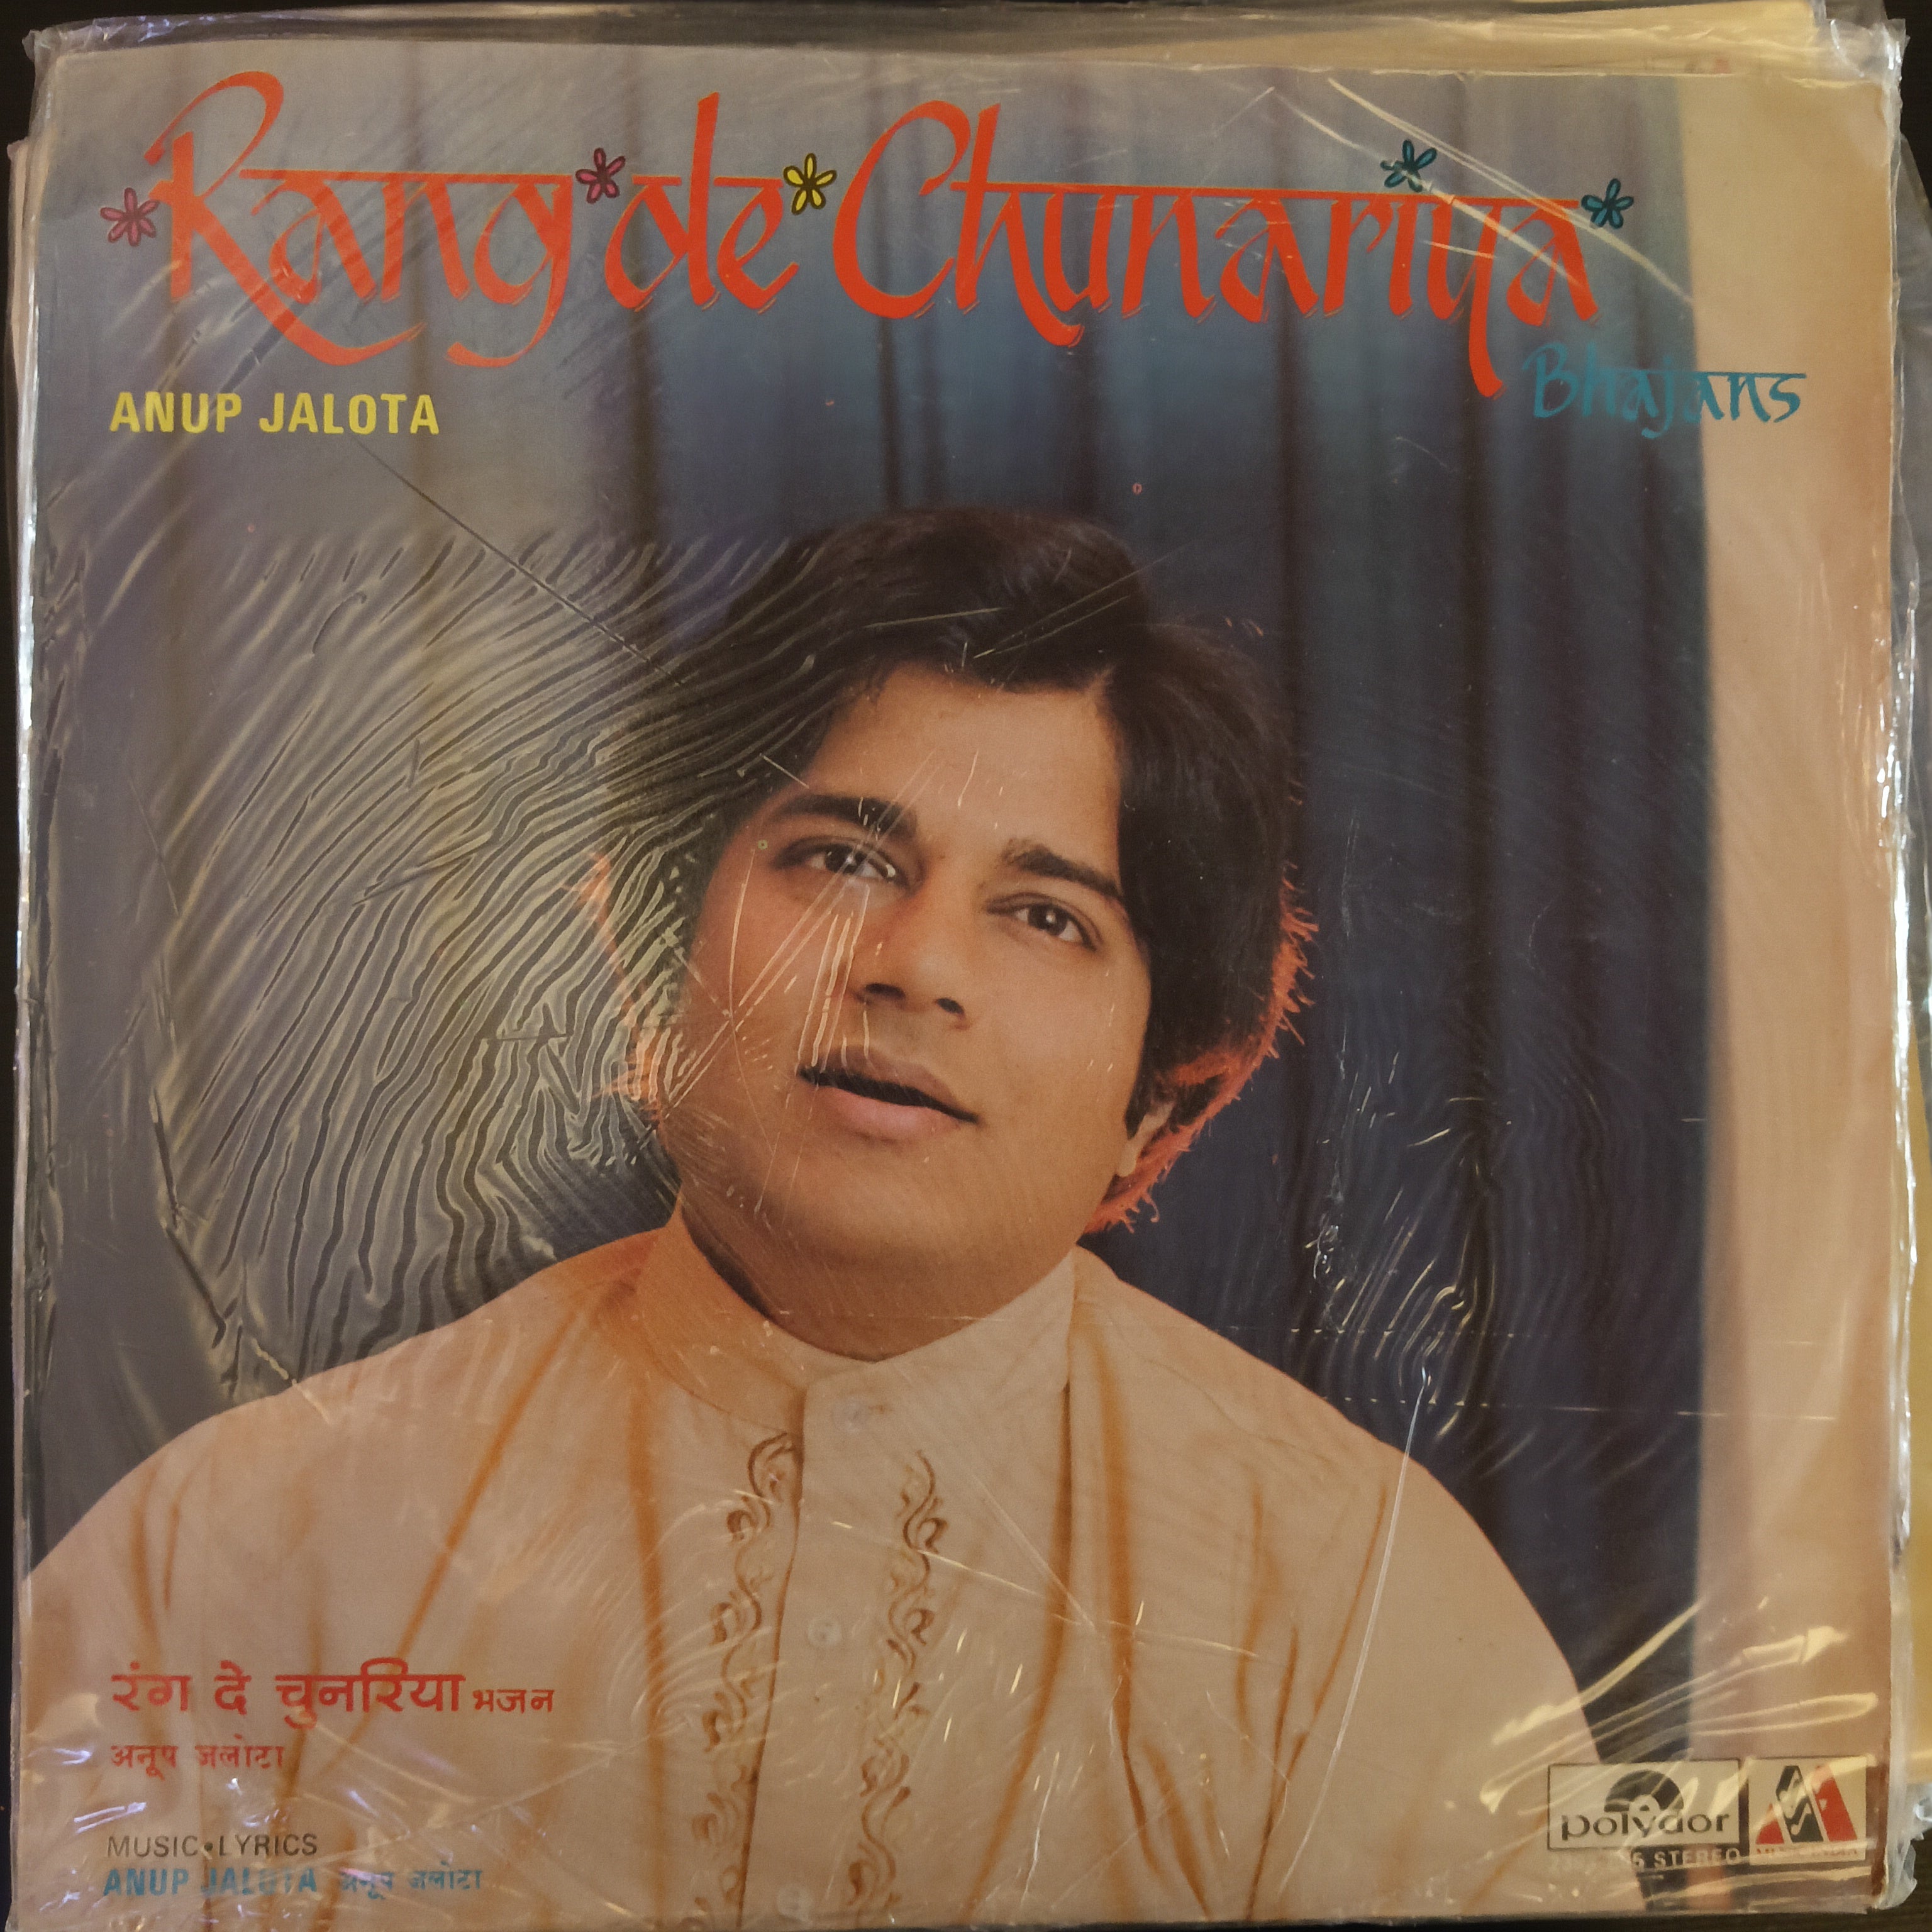 Rang de Chunariya
Bhajans
ANUP JALOTA
रंग दे चुनरिया भजन
अनूप जलोटा
MUSIC•LYRICS
ANUP JALOTA अनूप जलोटा
polydor
STEREO